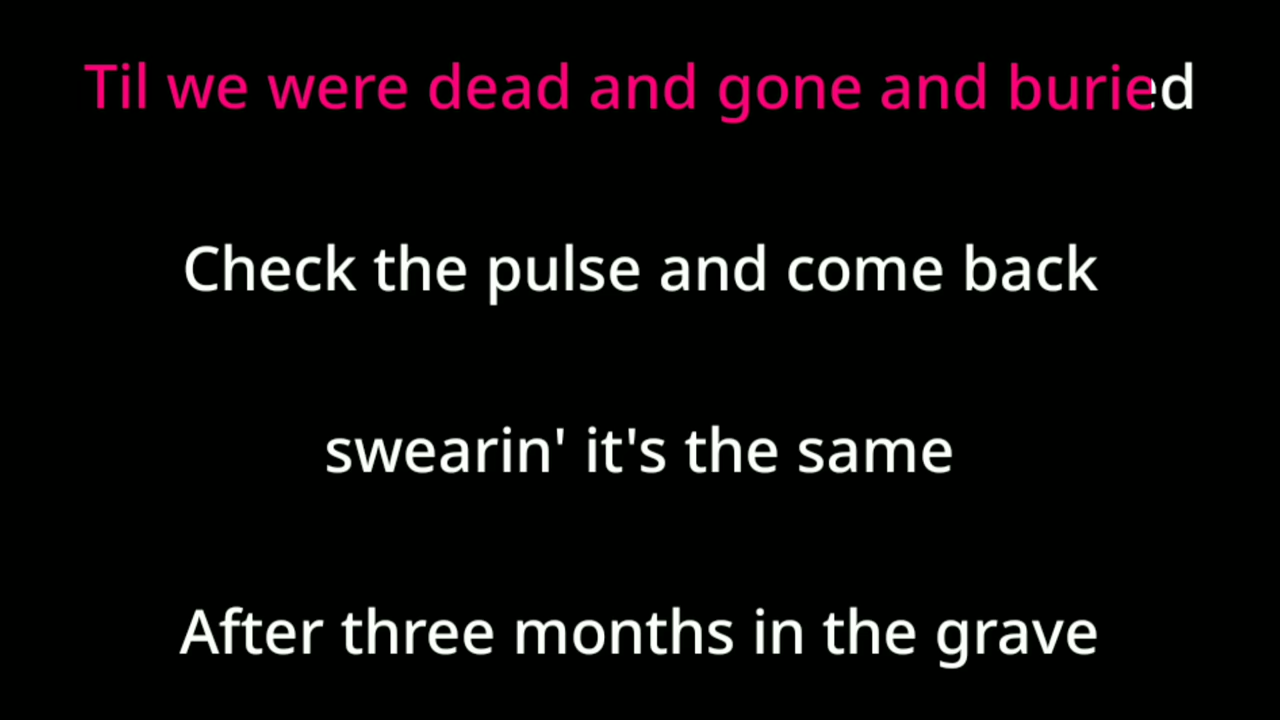 Til we were dead and gone and buried
Check the pulse and come back
swearin' it's the same
After three months in the grave